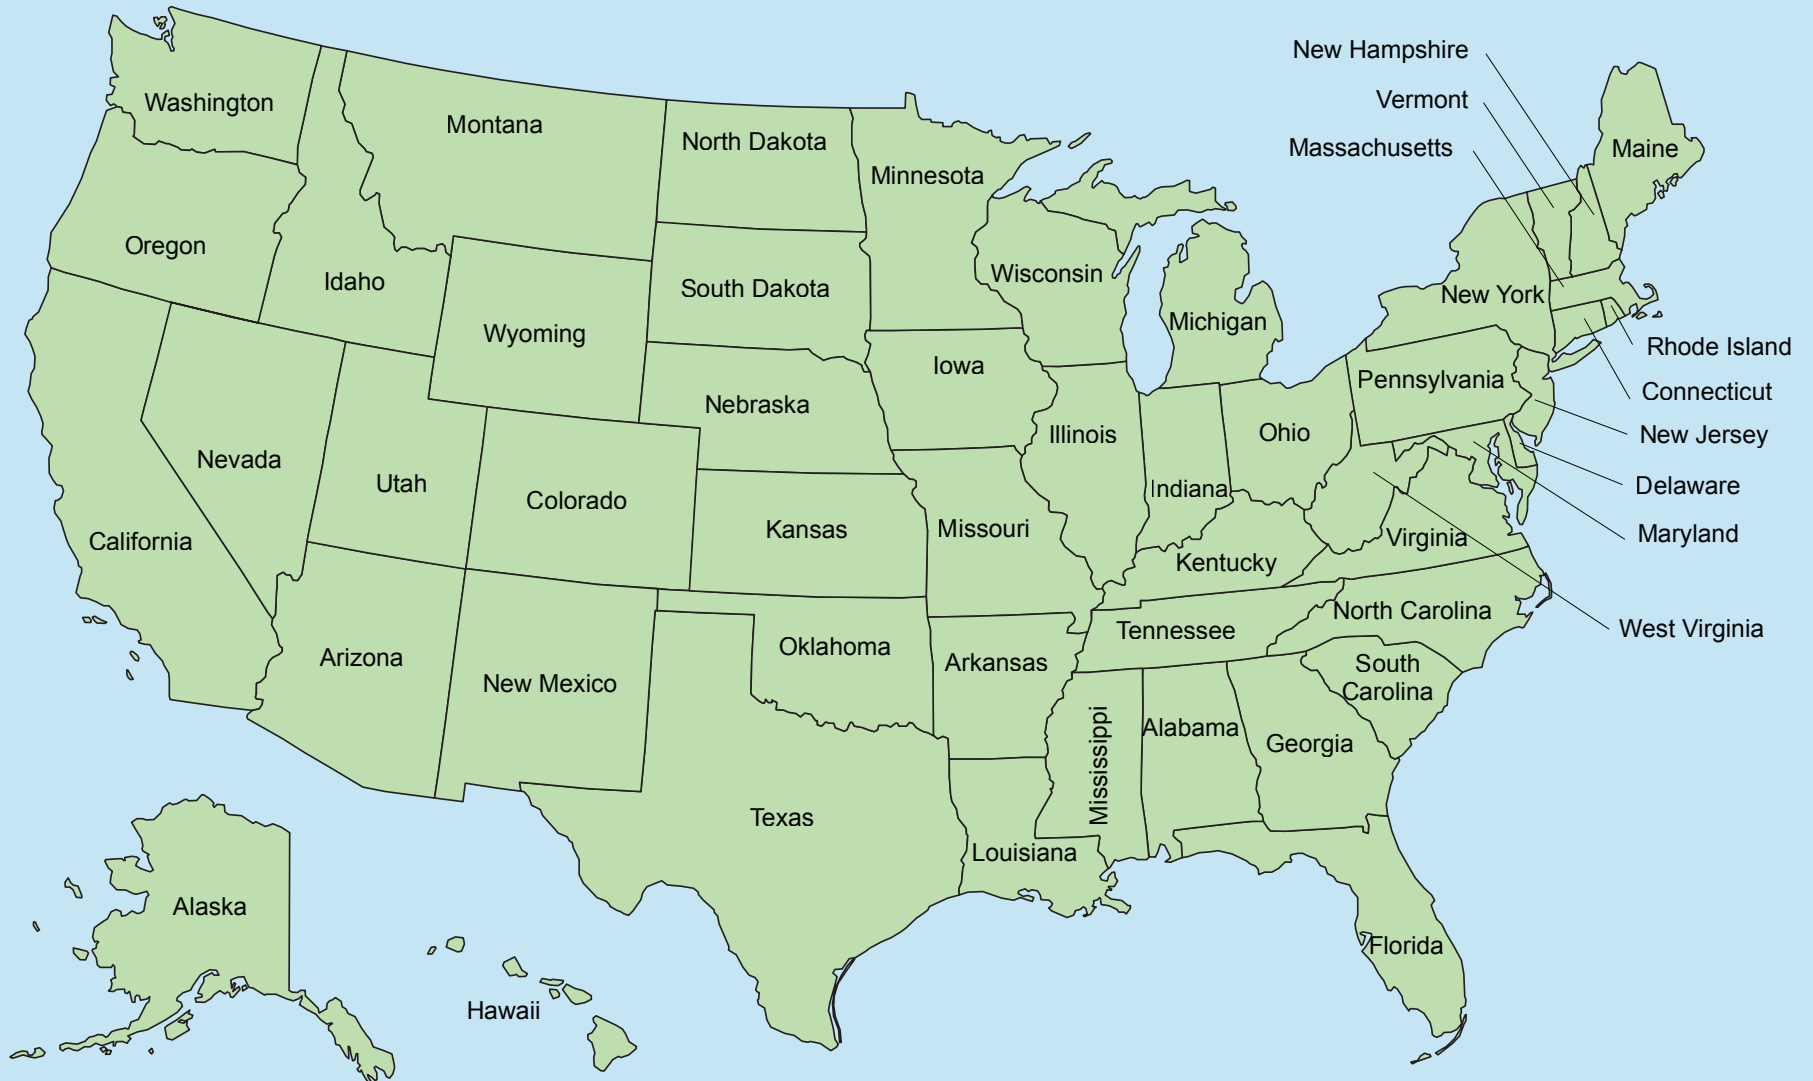 New Hampshire
Vermont
Massachusetts
Maine
Washington
Montana
North Dakota
Minnesota
Oregon
Idaho
Wyoming
South Dakota
Wisconsin
Michigan
New York
Rhode Island
Connecticut
New Jersey
Delaware
Maryland
West Virginia
Pennsylvania
Iowa
Nebraska
Illinois
Indiana
Ohio
Nevada
Utah
Colorado
Kansas
Missouri
Kentucky
Virginia
California
Arizona
New Mexico
Oklahoma
Arkansas
Tennessee
North Carolina
South
Carolina
Mississippi
Alabama
Georgia
Texas
Louisiana
Florida
Alaska
Hawaii